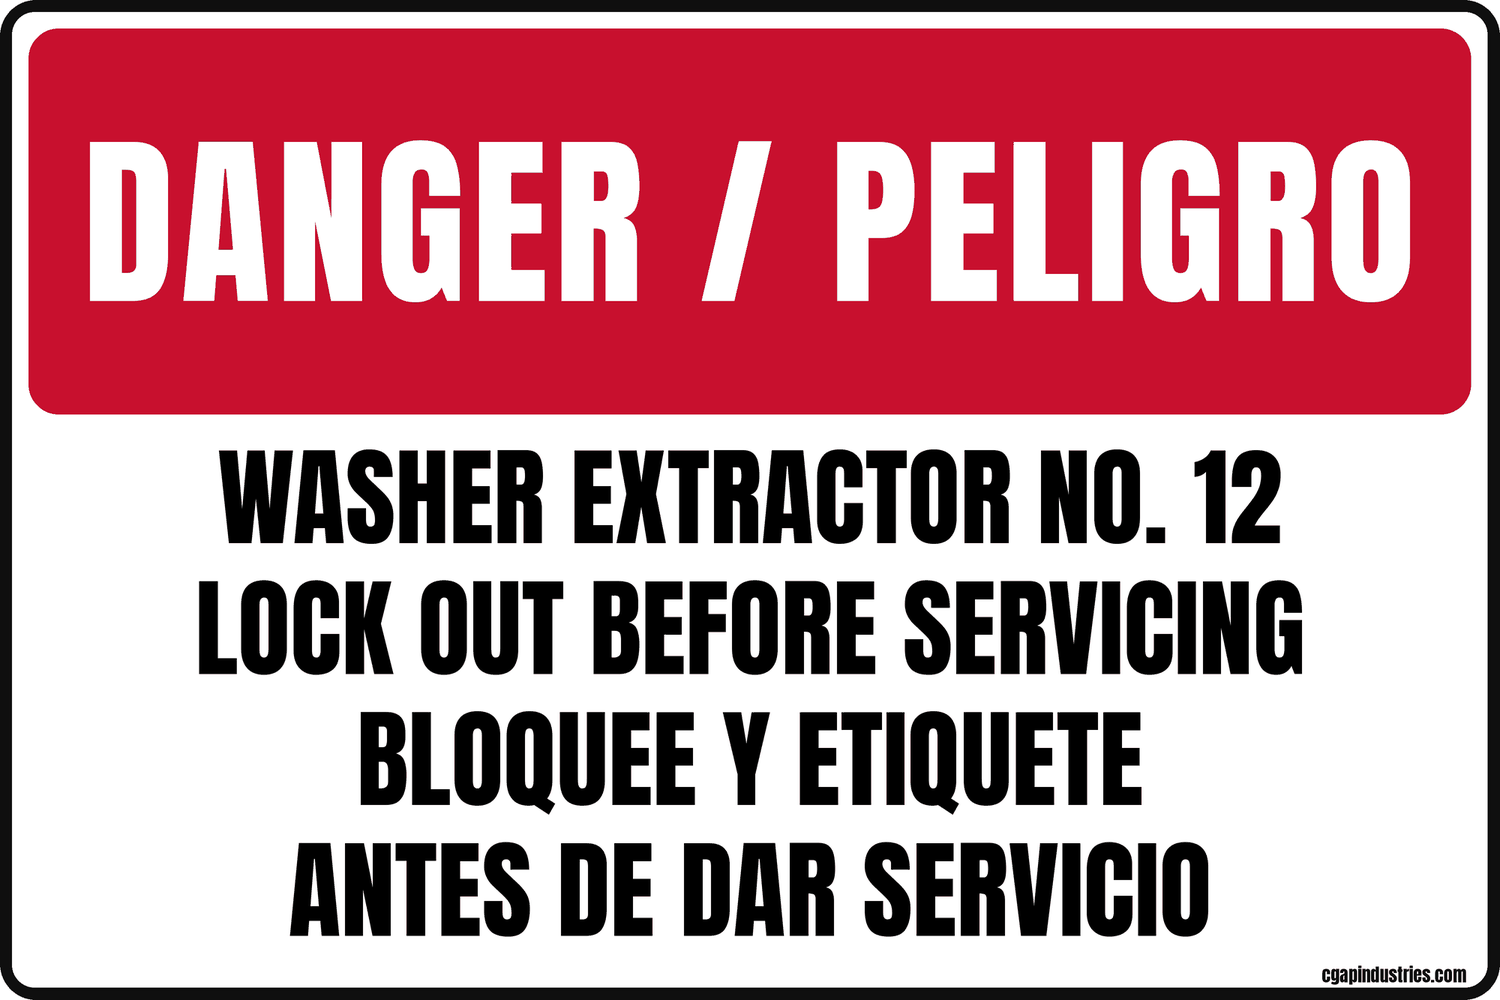 DANGER / PELIGRO
WASHER EXTRACTOR NO. 12
LOCK OUT BEFORE SERVICING
BLOQUEE Y ETIQUETE
ANTES DE DAR SERVICIO
cgapindustries.com